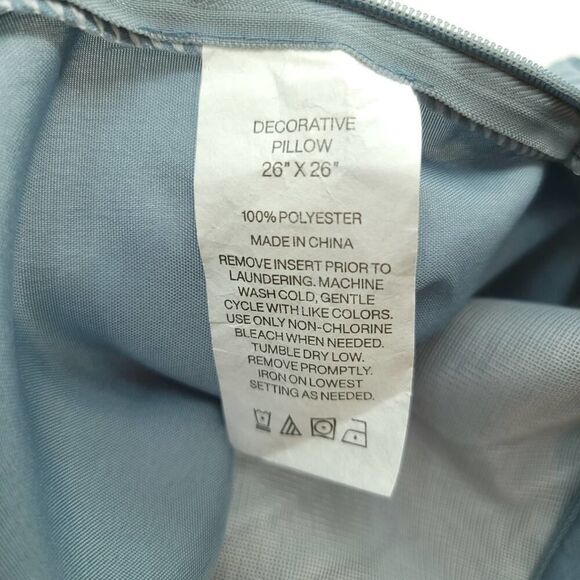 DECORATIVE
PILLOW
26" X 26"
100% POLYESTER
MADE IN CHINA
REMOVE INSERT PRIOR TO
LAUNDERING. MACHINE
WASH COLD, GENTLE
CYCLE WITH LIKE COLORS.
USE ONLY NON-CHLORINE
BLEACH WHEN NEEDED.
TUMBLE DRY LOW.
REMOVE PROMPTLY.
IRON ON LOWEST
SETTING AS NEEDED.